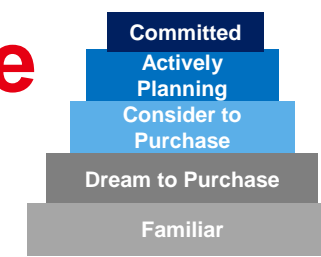 Committed
e
Actively
Planning
Consider to
Purchase
Dream to Purchase
Familiar